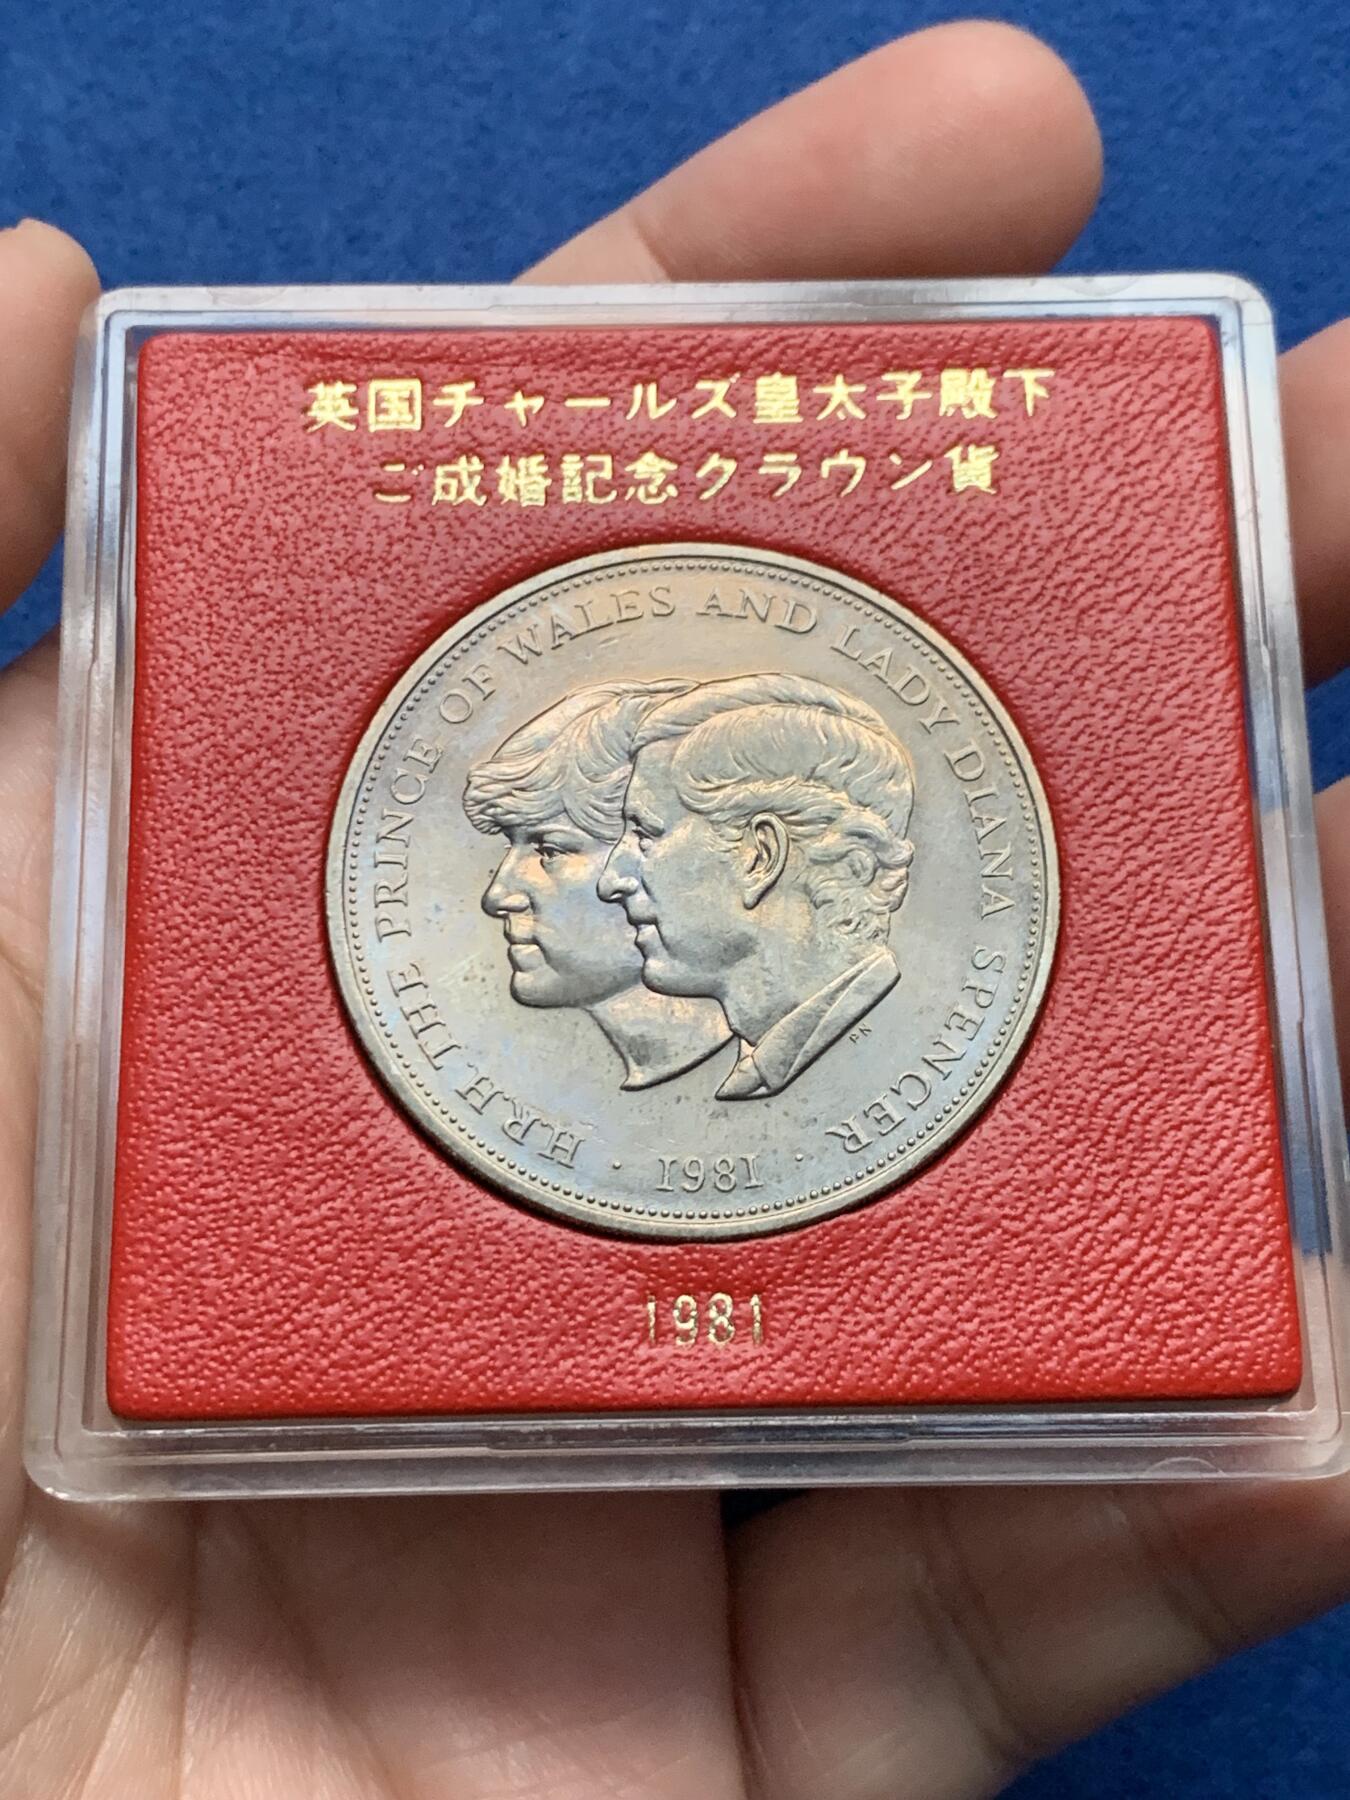 英国チャールズ皇太子殿下
ご成婚記念クラウン貨
H.R.H. THE PRINCE OF WALES AND LADY DIANA SPENCER
· 1981 ·
PN
1981